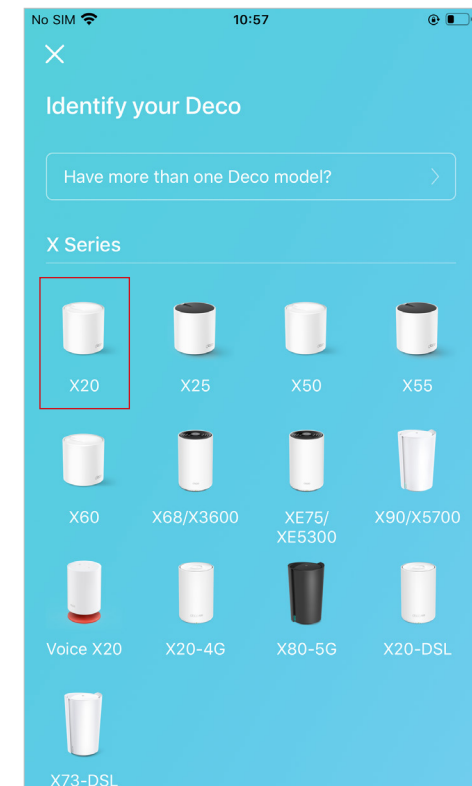 No SIM 10:57
Identify your Deco
Have more than one Deco model?
X Series
X20 X25 X50 X55
X60 X68/X3600 XE75/ X90/X5700
XE5300
Voice X20 X20-4G X80-5G X20-DSL
X73-DSL